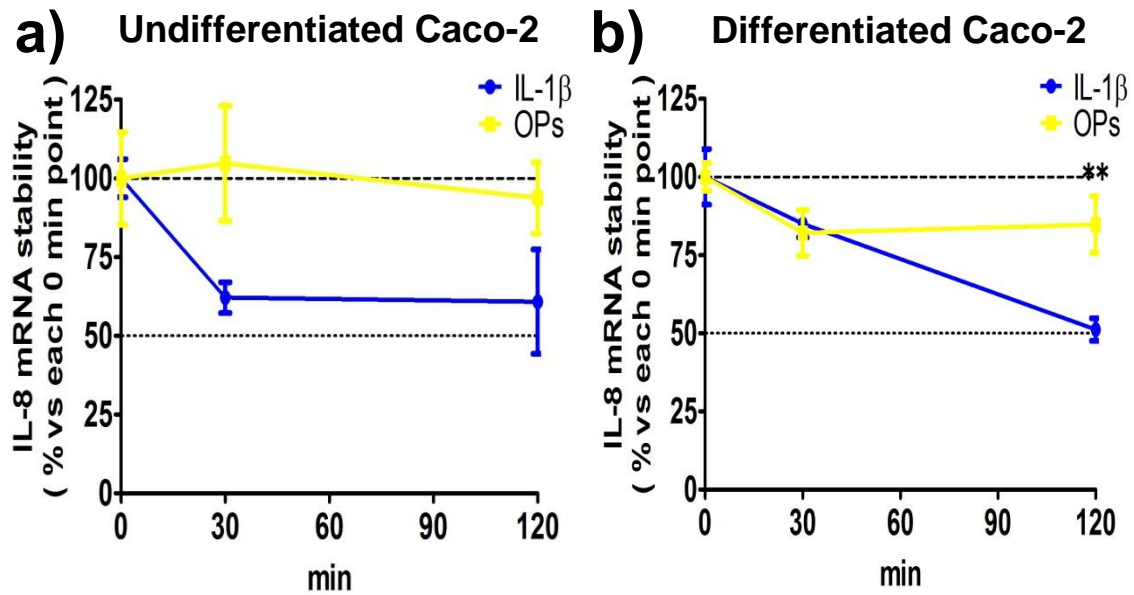 a) Undifferentiated Caco-2
IL-1β
OPs
IL-8 mRNA stability
( % vs each 0 min point )
125
100
75
50
25
0
0 30 60 90 120
min
b) Differentiated Caco-2
IL-1β
OPs
**
IL-8 mRNA stability
( % vs each 0 min point )
125
100
75
50
25
0
0 30 60 90 120
min